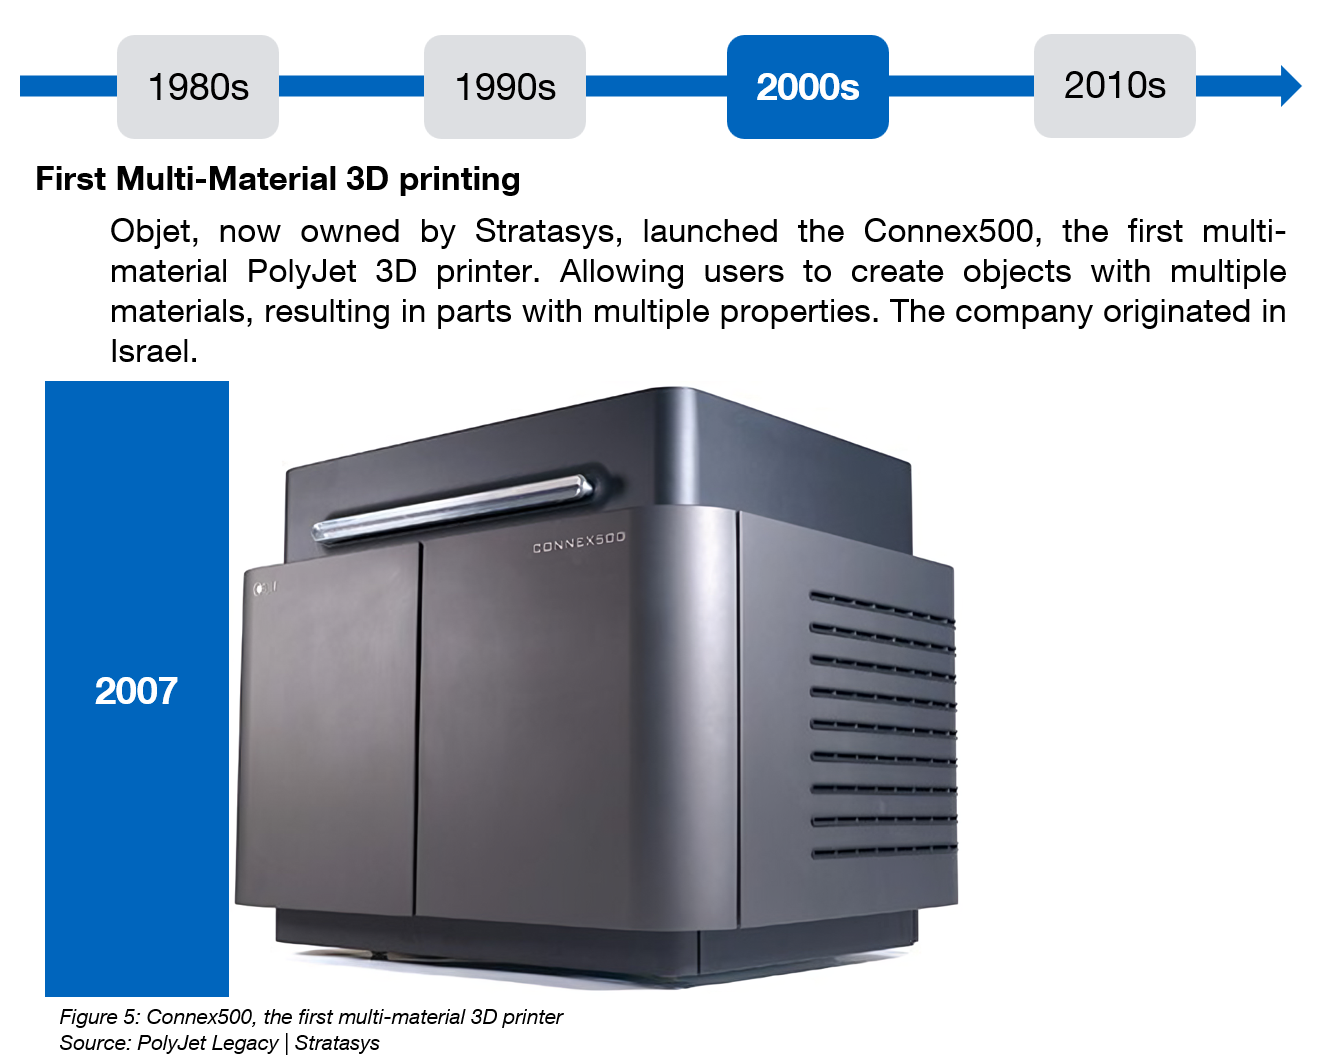 1980s 1990s 2000s 2010s
First Multi-Material 3D printing
Objet, now owned by Stratasys, launched the Connex500, the first multi-
material PolyJet 3D printer. Allowing users to create objects with multiple
materials, resulting in parts with multiple properties. The company originated in
Israel.
CONNEX500
2007
Figure 5: Connex500, the first multi-material 3D printer
Source: PolyJet Legacy | Stratasys